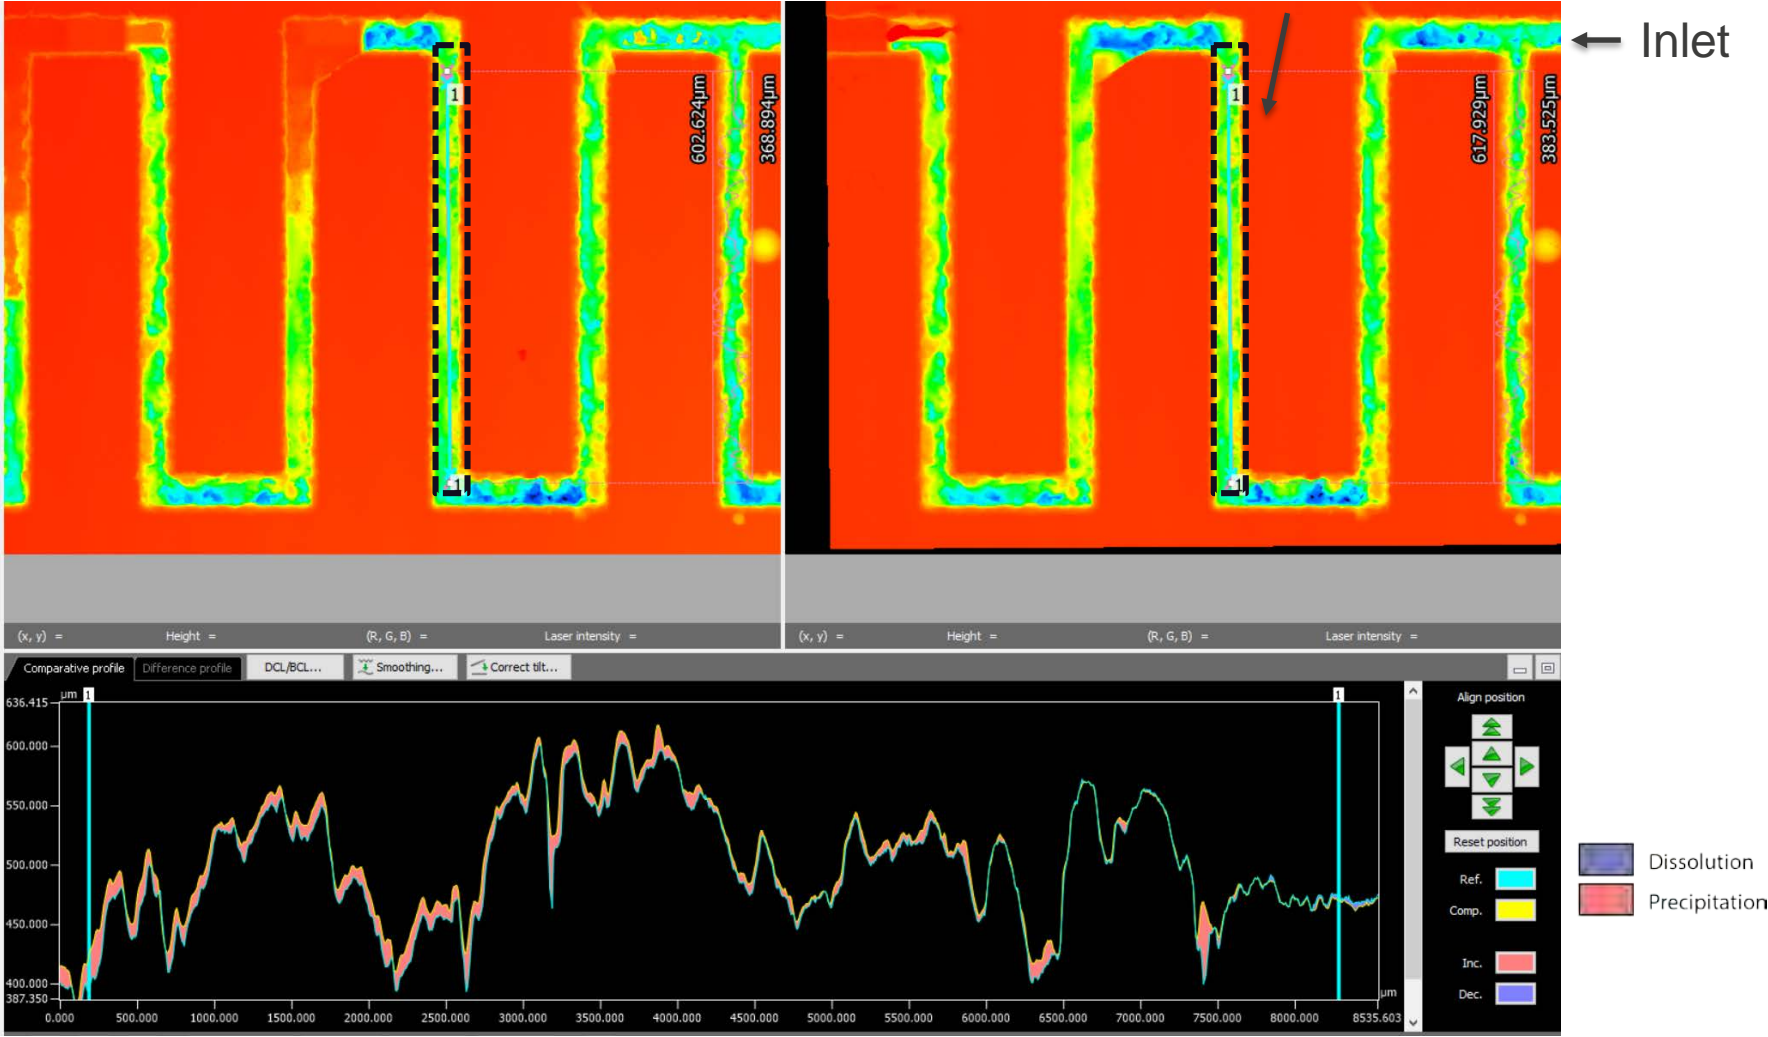 Inlet
1
1
602.624µm
368.894µm
1
1
617.929µm
383.525µm
(x, y) = Height = (R, G, B) = Laser intensity =
(x, y) = Height = (R, G, B) = Laser intensity =
Comparative profile Difference profile DCL/BCL... Smoothing... Correct tilt...
µm 1 1
636.415
600.000
550.000
500.000
450.000
400.000
387.350
µm
0.000 500.000 1000.000 1500.000 2000.000 2500.000 3000.000 3500.000 4000.000 4500.000 5000.000 5500.000 6000.000 6500.000 7000.000 7500.000 8000.000 8535.603
Align position
Reset position
Ref.
Comp.
Inc.
Dec.
Dissolution
Precipitation